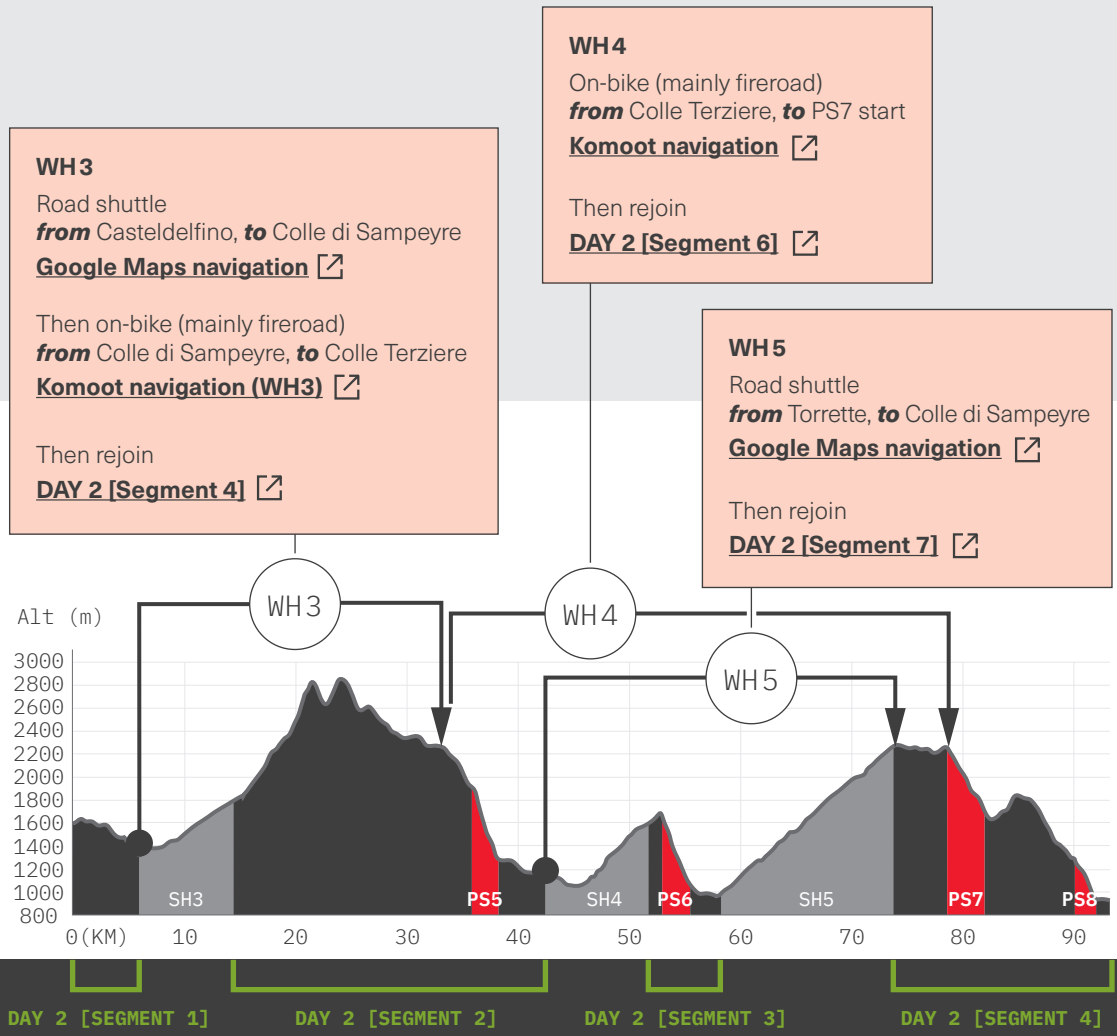 WH4
On-bike (mainly fireroad)
from Colle Terziere, to PS7 start
Komoot navigation
Then rejoin
DAY 2 [Segment 6]
WH3
Road shuttle
from Casteldelfino, to Colle di Sampeyre
Google Maps navigation
Then on-bike (mainly fireroad)
from Colle di Sampeyre, to Colle Terziere
Komoot navigation (WH3)
Then rejoin
DAY 2 [Segment 4]
WH5
Road shuttle
from Torrette, to Colle di Sampeyre
Google Maps navigation
Then rejoin
DAY 2 [Segment 7]
WH3
WH4
WH5
Alt (m)
3000
2800
2600
2400
2200
2000
1800
1600
1400
1200
1000
800
SH3
PS5
SH4
PS6
SH5
PS7
PS8
0(KM) 10 20 30 40 50 60 70 80 90
DAY 2 [SEGMENT 1] DAY 2 [SEGMENT 2] DAY 2 [SEGMENT 3] DAY 2 [SEGMENT 4]